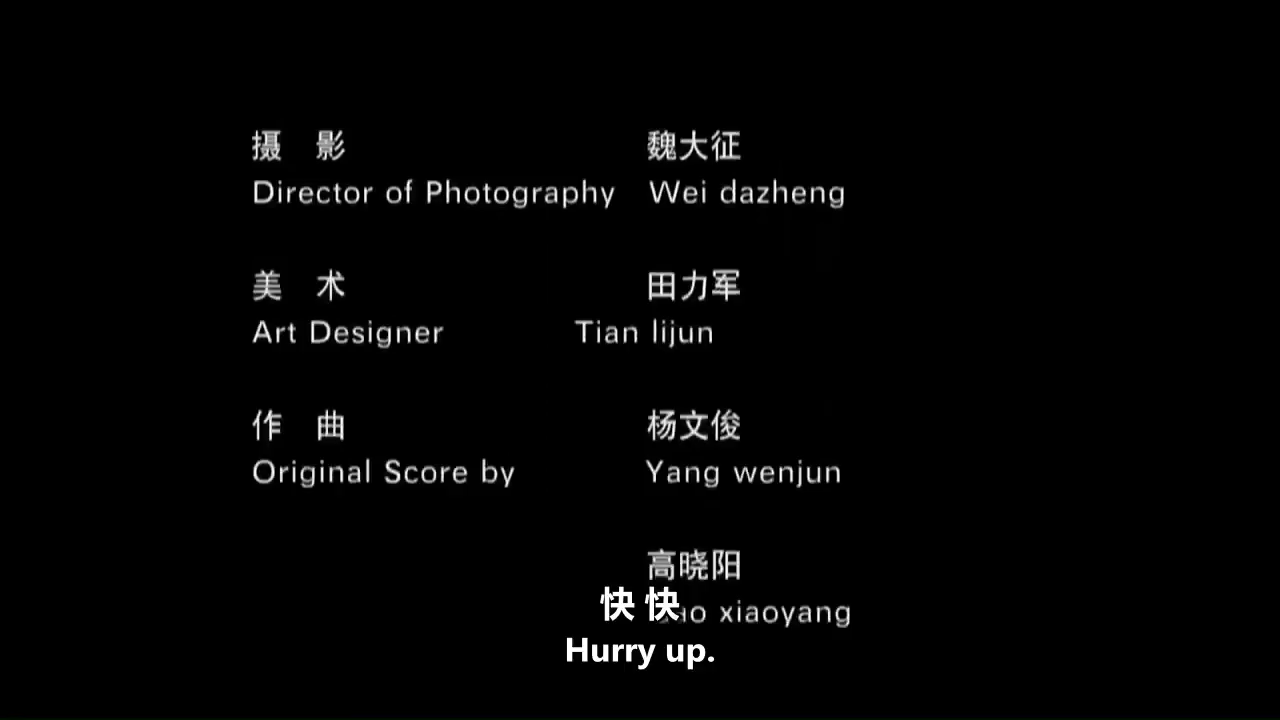 摄 影 魏大征
Director of Photography Wei dazheng
美 术 田力军
Art Designer Tian lijun
作 曲 杨文俊
Original Score by Yang wenjun
高晓阳
xiaoyang
快 快
Hurry up.